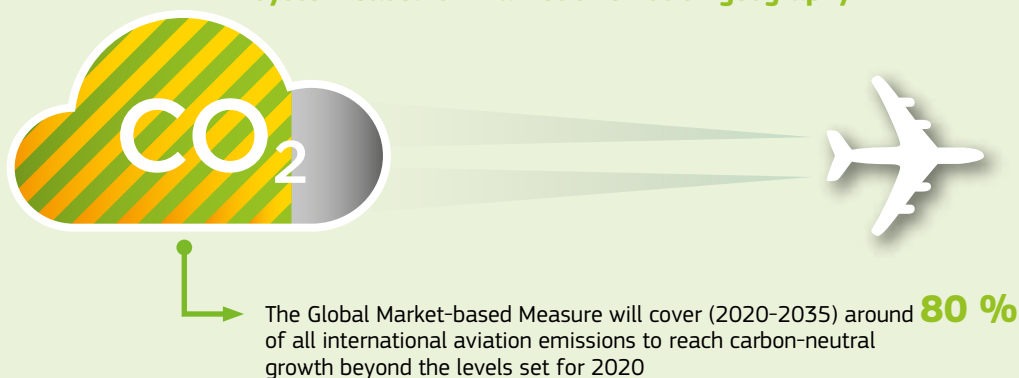 CO2
The Global Market-based Measure will cover (2020-2035) around 80 %
of all international aviation emissions to reach carbon-neutral
growth beyond the levels set for 2020